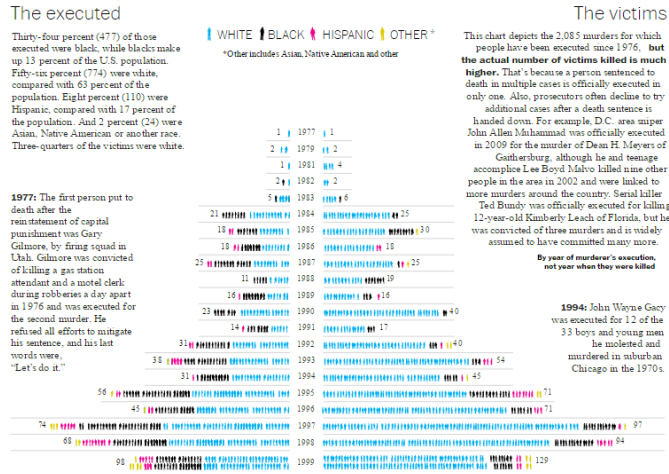 The executed
The victims
WHITE BLACK HISPANIC OTHER*
*Other includes Asian, Native American and other
Thirty-four percent (477) of those
executed were black, while blacks make
up 13 percent of the U.S. population.
Fifty-six percent (774) were white,
compared with 63 percent of the
population. Eight percent (110) were
Hispanic, compared with 17 percent of
the population. And 2 percent (24) were
Asian, Native American or another race.
Three-quarters of the victims were white.
This chart depicts the 2,085 murders for which
people have been executed since 1976, but
the actual number of victims killed is much
higher. That's because a person sentenced to
death in multiple cases is officially executed in
only one. Also, prosecutors often decline to try
additional cases after a death sentence is
handed down. For example, D.C. area sniper
John Allen Muhammad was officially executed
in 2009 for the murder of Dean H. Meyers of
Gaithersburg, although he and teenage
accomplice Lee Boyd Malvo killed nine other
people in the area in 2002 and were linked to
more murders around the country. Serial killer
Ted Bundy was officially executed for killing
12-year-old Kimberly Leach of Florida, but he
was convicted of three murders and is widely
assumed to have committed many more.
By year of murderer's execution,
not year when they were killed
1977: The first person put to
death after the
reinstatement of capital
punishment was Gary
Gilmore, by firing squad in
Utah. Gilmore was convicted
of killing a gas station
attendant and a motel clerk
during robberies a day apart
in 1976 and was executed for
the second murder. He
refused all efforts to mitigate
his sentence, and his last
words were,
"Let's do it."
1994: John Wayne Gacy
was executed for 12 of the
33 boys and young men
he molested and
murdered in suburban
Chicago in the 1970s.
1 1977 1
2 1979 2
1 1981 4
2 1982 2
5 1983 6
21 1984 25
18 1985 30
18 1986 18
25 1987 25
11 1988 19
16 1989 16
23 1990 40
14 1991 17
31 1992 40
38 1993 54
31 1994 45
56 1995 71
45 1996 71
74 1997 97
68 1998 94
98 1999 129